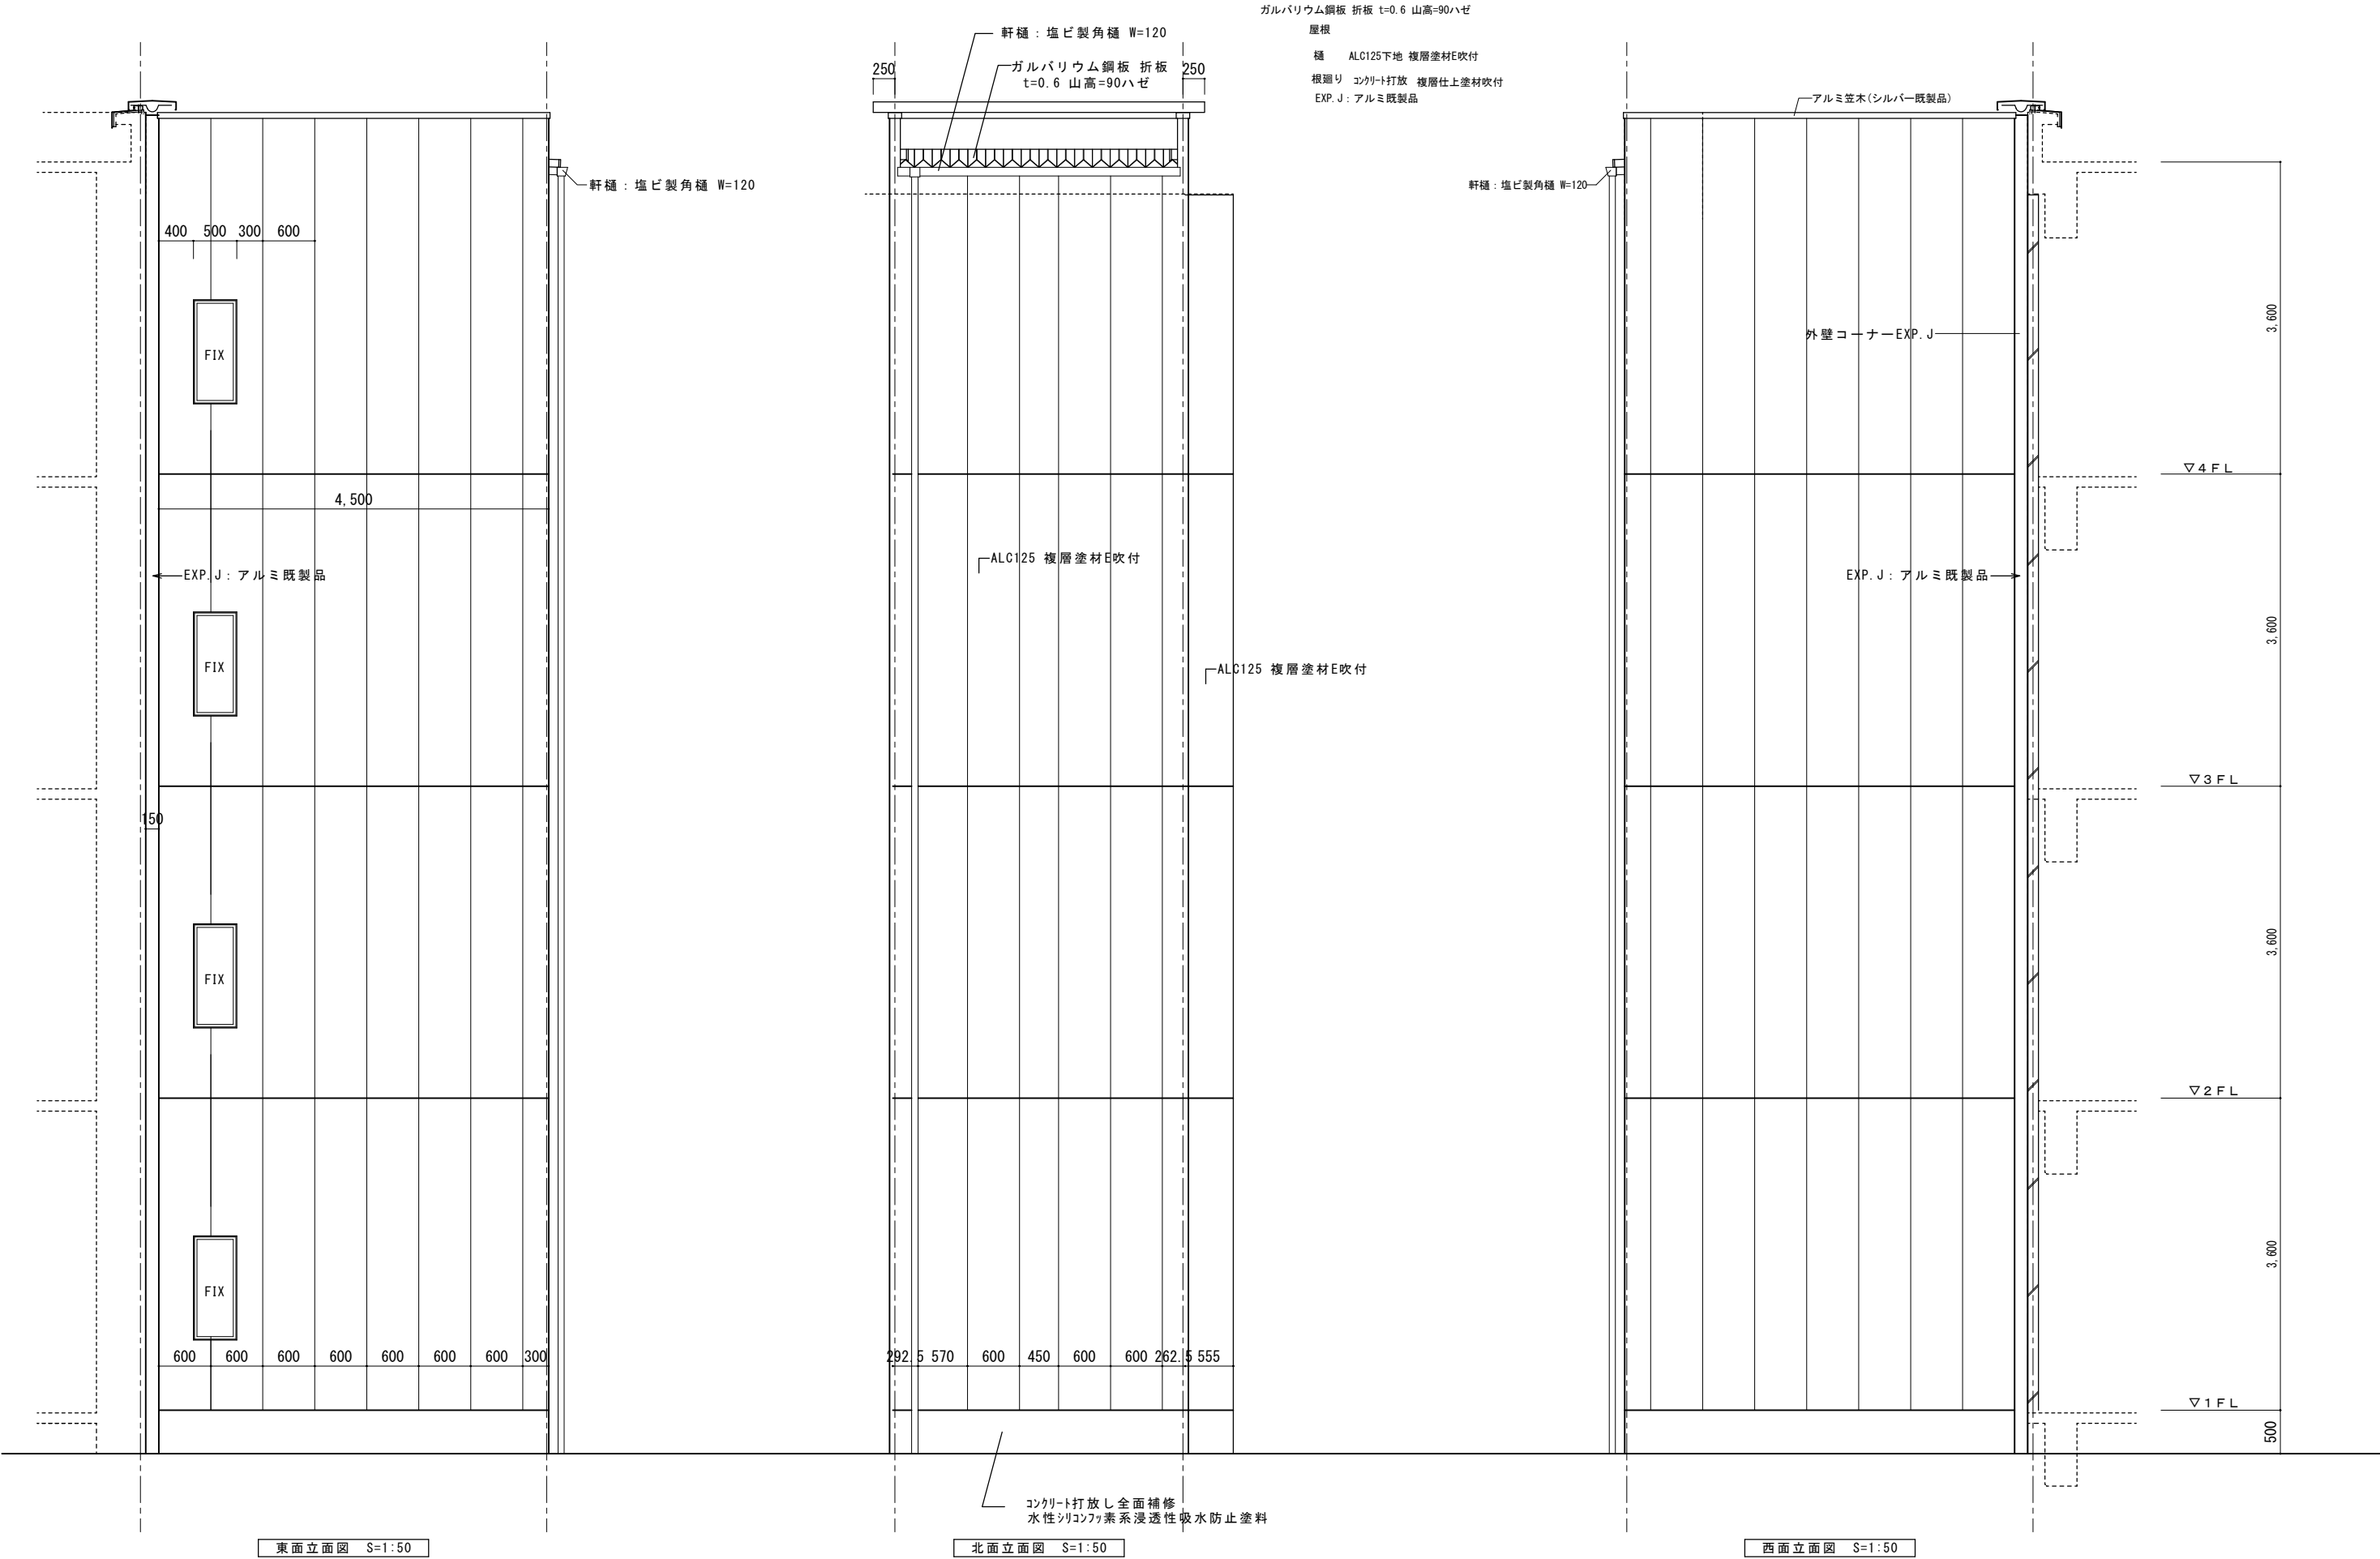 ガルバリウム鋼板 折板 t=0.6 山高=90ハゼ
屋根
樋 ALC125下地 複層塗材E吹付
根廻り コンクリート打放 複層仕上塗材吹付
EXP.J：アルミ既製品
軒樋：塩ビ製角樋 W=120
ガルバリウム鋼板 折板
t=0.6 山高=90ハゼ
250
250
アルミ笠木(シルバー既製品)
軒樋：塩ビ製角樋 W=120
軒樋：塩ビ製角樋 W=120
400 500 300 600
FIX
外壁コーナーEXP.J
3,600
▽4FL
4,500
ALC125 複層塗材E吹付
EXP.J：アルミ既製品
EXP.J：アルミ既製品
FIX
ALC125 複層塗材E吹付
3,600
▽3FL
150
FIX
3,600
▽2FL
FIX
3,600
600 600 600 600 600 600 600 300
292.5 570 600 450 600 600 262.5 555
▽1FL
500
コンクリート打放し全面補修
水性シリコンフッ素系浸透性吸水防止塗料
東面立面図 S=1:50
北面立面図 S=1:50
西面立面図 S=1:50